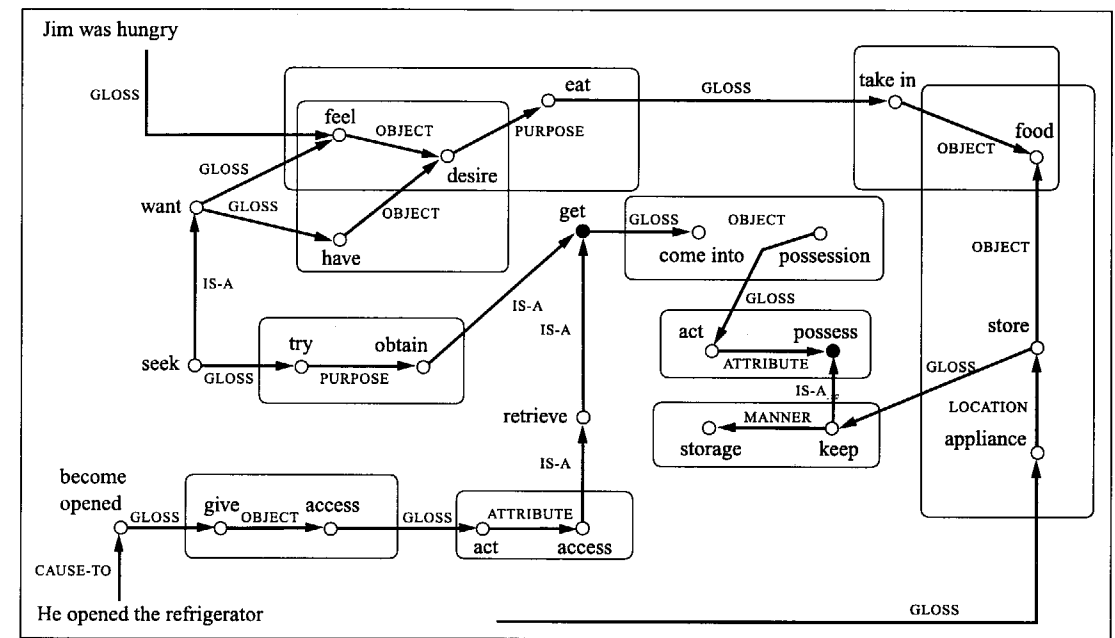 Jim was hungry
GLOSS
eat
GLOSS
take in
feel
OBJECT
PURPOSE
food
OBJECT
GLOSS
desire
want
GLOSS
OBJECT
get
GLOSS
OBJECT
have
come into
possession
OBJECT
IS-A
GLOSS
IS-A
IS-A
act
possess
store
try
obtain
seek
GLOSS
PURPOSE
ATTRIBUTE
GLOSS
IS-A
LOCATION
retrieve
MANNER
appliance
storage
keep
IS-A
become
opened
give
access
GLOSS
OBJECT
GLOSS
ATTRIBUTE
act
access
CAUSE-TO
He opened the refrigerator
GLOSS